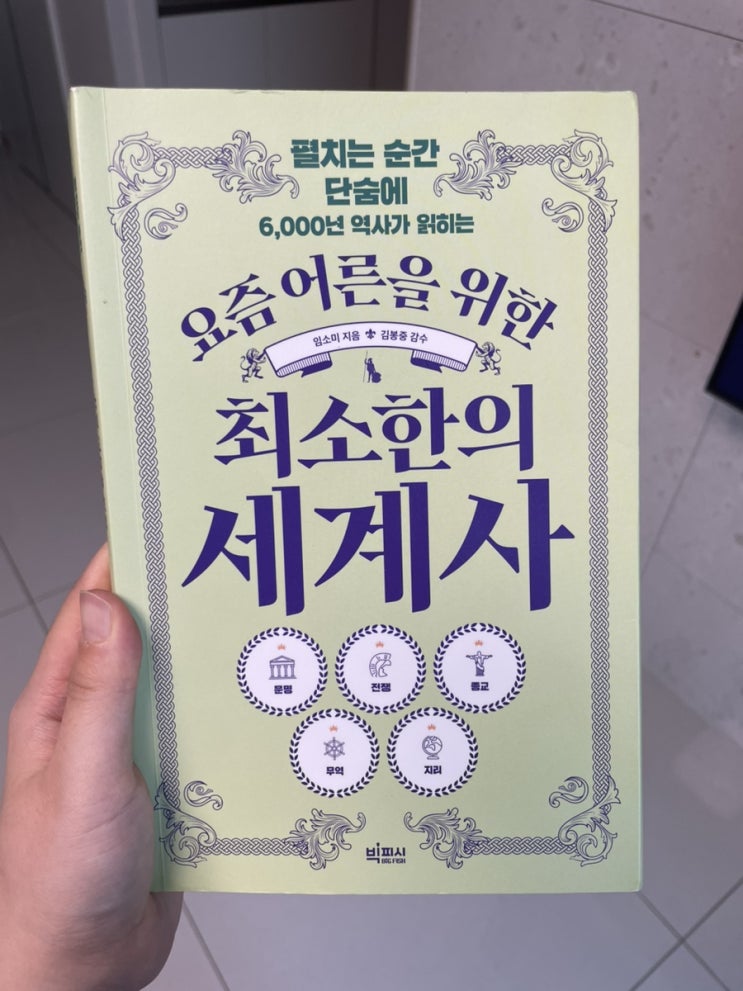 펼치는 순간
단숨에
6,000년 역사가 읽히는
요즘 어른을 위한
임소미 지음 김봉중 감수
최소한의
세계사
문명
전쟁
종교
무역
지리
빅피시
BIG FISH